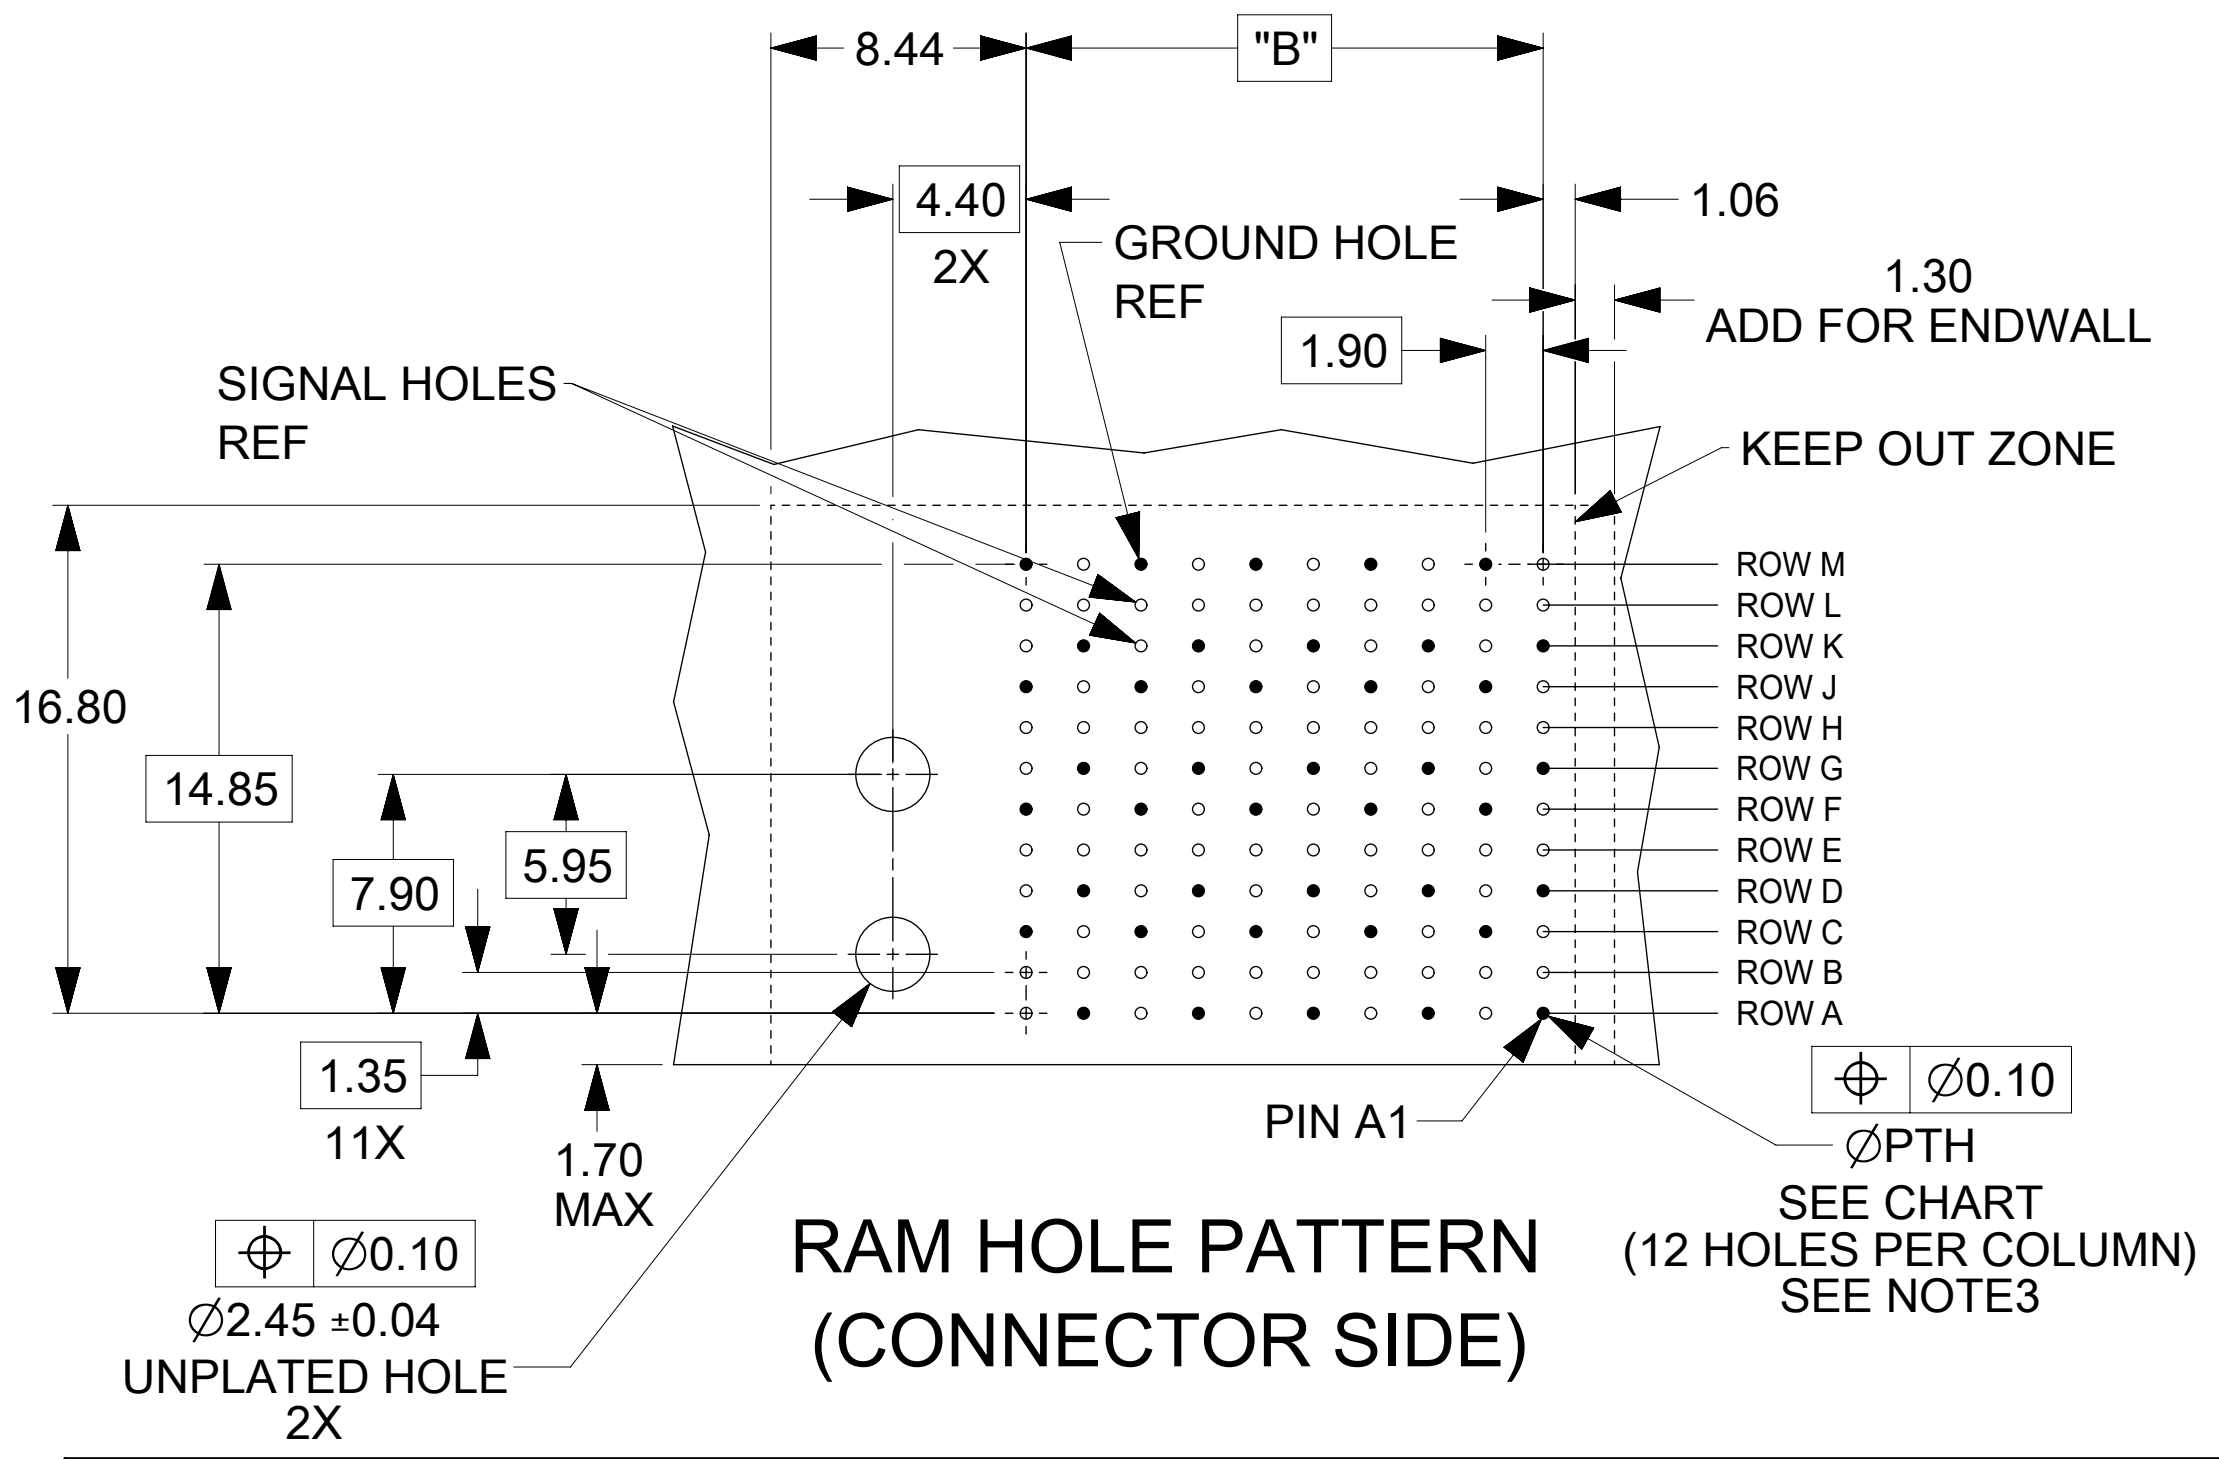 8.44
"B"
4.40
2X
1.06
GROUND HOLE
REF
1.30
ADD FOR ENDWALL
1.90
SIGNAL HOLES
REF
KEEP OUT ZONE
ROW M
ROW L
ROW K
ROW J
ROW H
ROW G
ROW F
ROW E
ROW D
ROW C
ROW B
ROW A
16.80
14.85
7.90
5.95
1.35
11X
1.70
MAX
PIN A1
⌖ ∅0.10
∅PTH
SEE CHART
(12 HOLES PER COLUMN)
SEE NOTE3
⌖ ∅0.10
∅2.45 ±0.04
UNPLATED HOLE
2X
RAM HOLE PATTERN
(CONNECTOR SIDE)